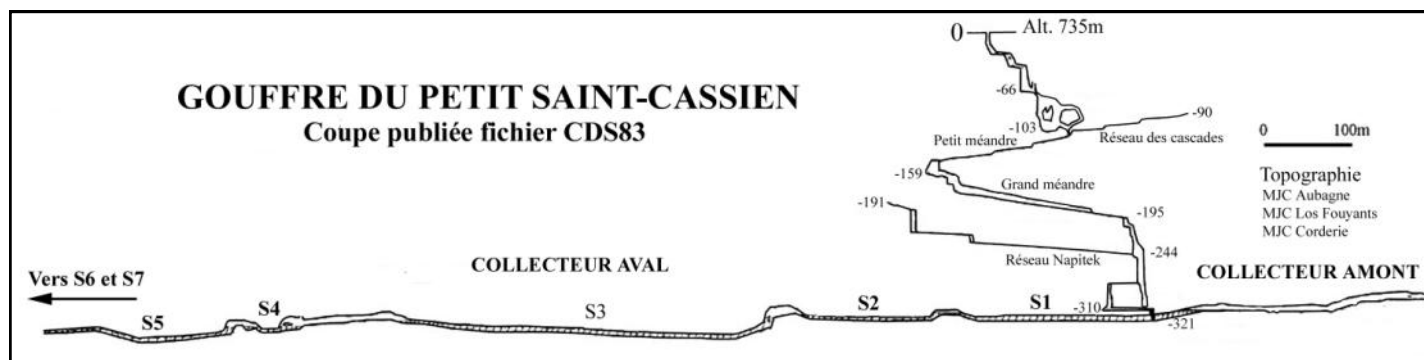 0 Alt. 735m
GOUFFRE DU PETIT SAINT-CASSIEN
Coupe publiée fichier CDS83
-66
-90
-103
Petit méandre
Réseau des cascades
0 100m
-159
Grand méandre
Topographie
MJC Aubagne
MJC Los Fouyants
MJC Corderie
-191
-195
-244
Réseau Napitek
COLLECTEUR AVAL
COLLECTEUR AMONT
Vers S6 et S7
S5
S4
S3
S2
S1
-310
-321